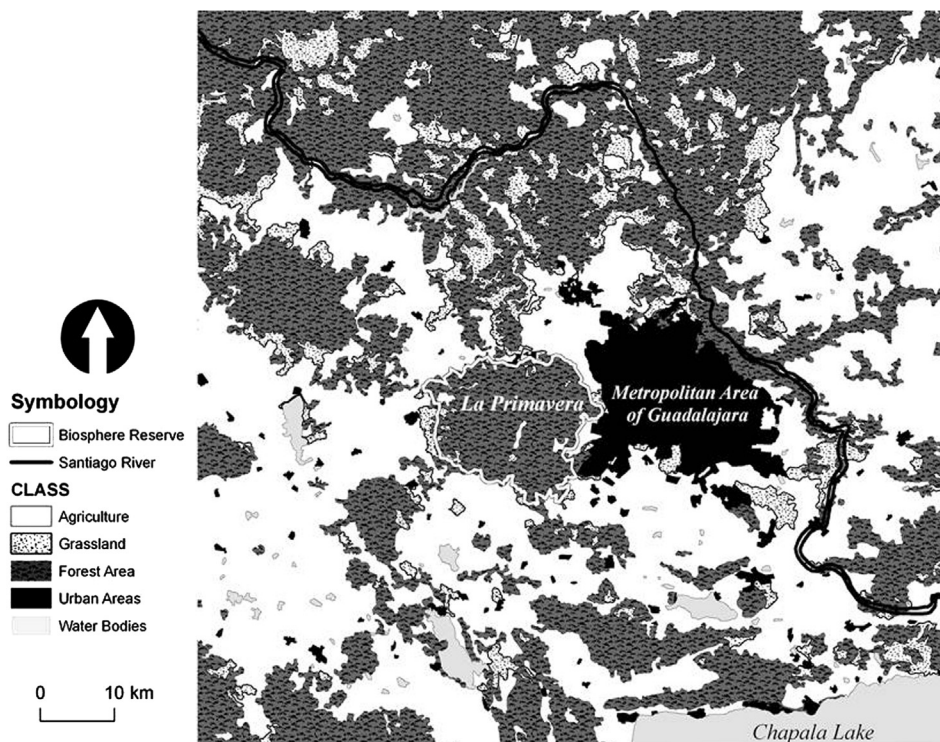 Symbology
Biosphere Reserve
Santiago River
CLASS
Agriculture
Grassland
Forest Area
Urban Areas
Water Bodies
0 10 km
La Primavera
Metropolitan Area
of Guadalajara
Chapala Lake